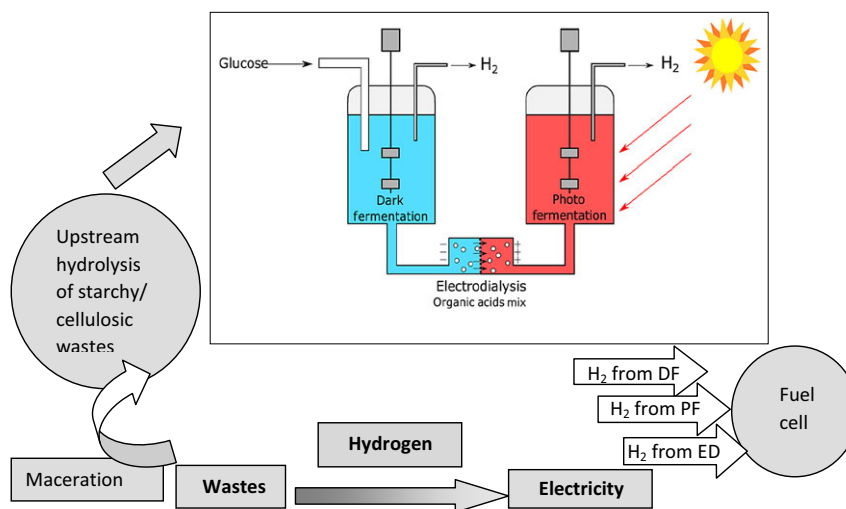 Glucose
H₂
H₂
Dark
fermentation
Photo
fermentation
Electrodialysis
Organic acids mix
Upstream
hydrolysis
of starchy/
cellulosic
wastes
H₂ from DF
H₂ from PF
H₂ from ED
Fuel
cell
Hydrogen
Maceration
Wastes
Electricity